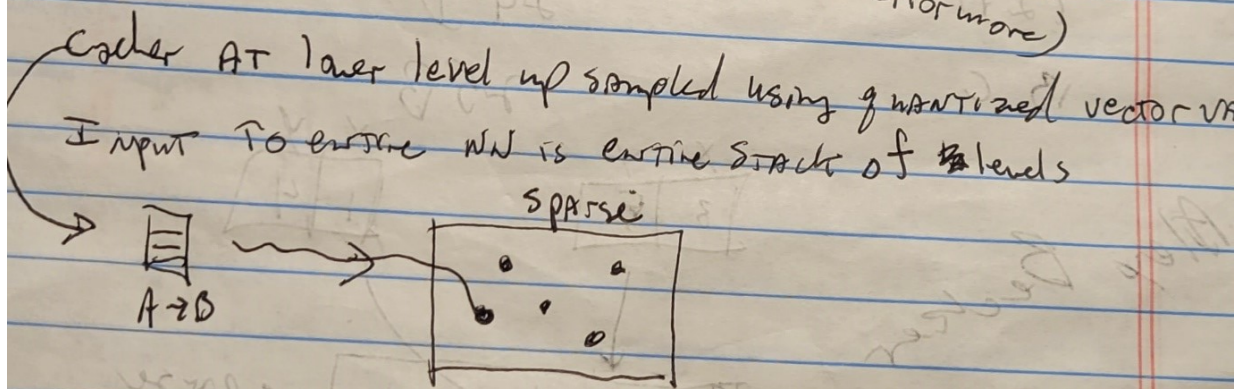 or more)
Cacher AT lower level up sampled using quantized vector
Input To entire NN is entire Stack of levels
Sparse
A→B